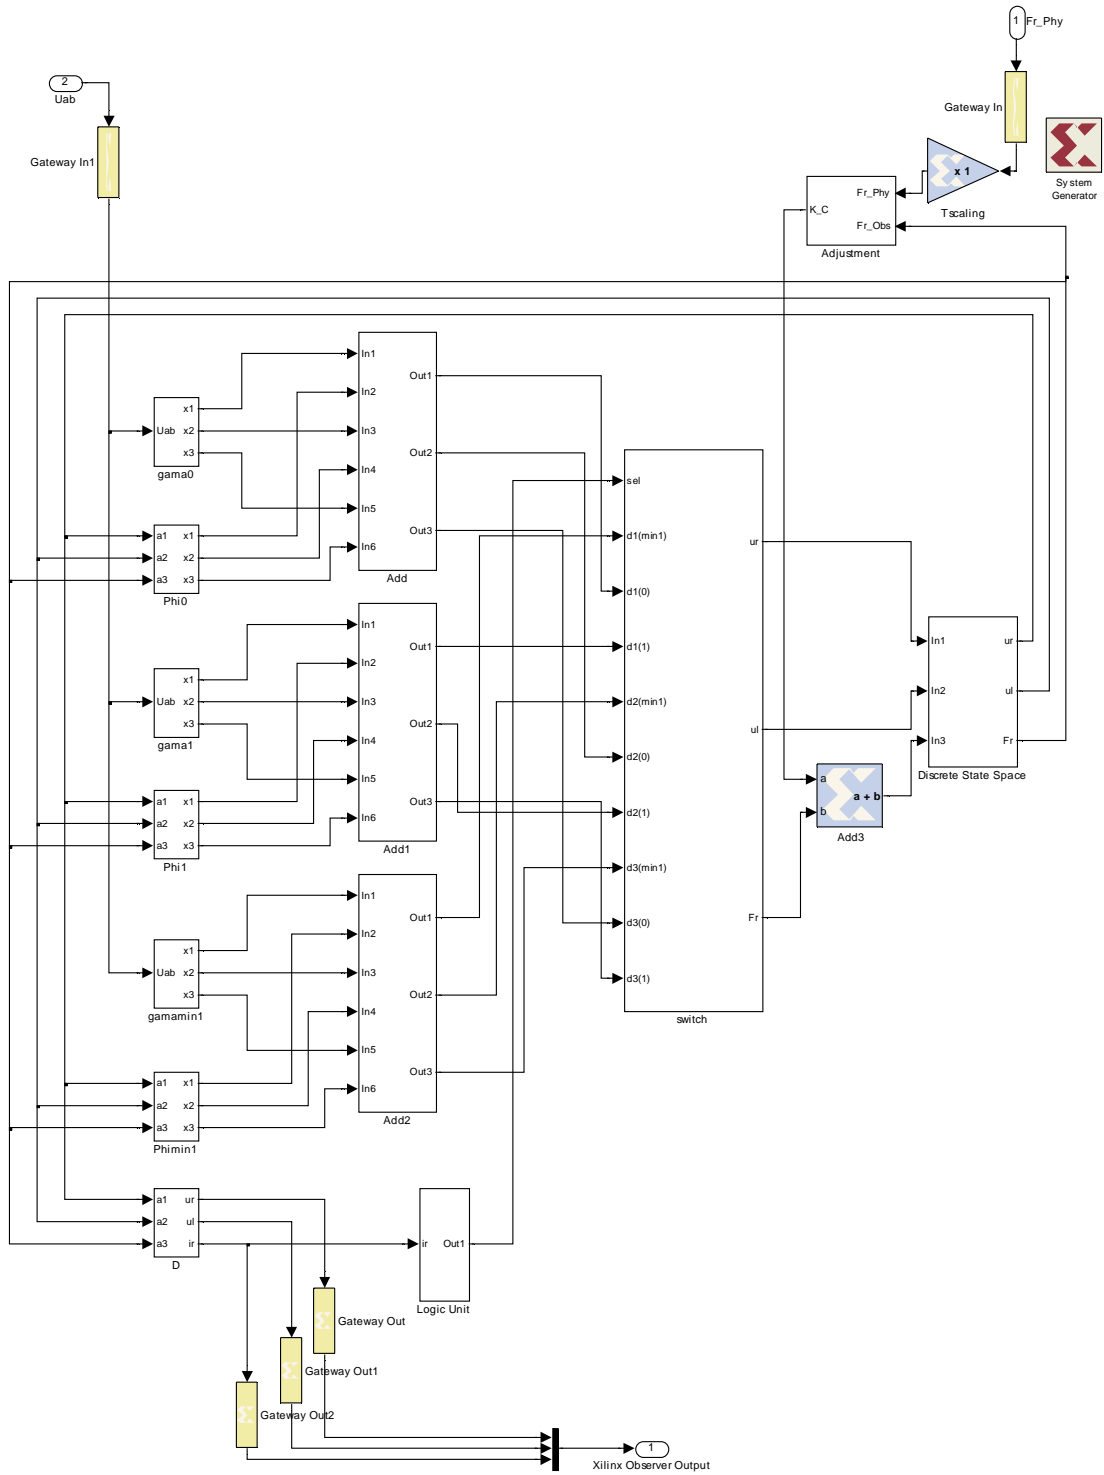 1
Fr_Phy
2
Uab
Gateway In
Gateway In1
System
Generator
x 1
Tscaling
Fr_Phy
K_C
Fr_Obs
Adjustment
In1
Out1
In2
In3
Out2
In4
In5
Out3
In6
Add
x1
Uab
x2
x3
gama0
a1
x1
a2
x2
a3
x3
Phi0
In1
Out1
In2
In3
Out2
In4
In5
Out3
In6
Add1
x1
Uab
x2
x3
gama1
a1
x1
a2
x2
a3
x3
Phi1
In1
Out1
In2
In3
Out2
In4
In5
Out3
In6
Add2
x1
Uab
x2
x3
gamamin1
a1
x1
a2
x2
a3
x3
Phimin1
sel
d1(min1)
ur
d1(0)
d1(1)
d2(min1)
ul
d2(0)
d2(1)
d3(min1)
Fr
d3(0)
d3(1)
switch
In1
ur
In2
ul
In3
Fr
Discrete State Space
a
a + b
b
Add3
a1
ur
a2
ul
a3
ir
D
ir
Out1
Logic Unit
Gateway Out
Gateway Out1
Gateway Out2
1
Xilinx Observer Output